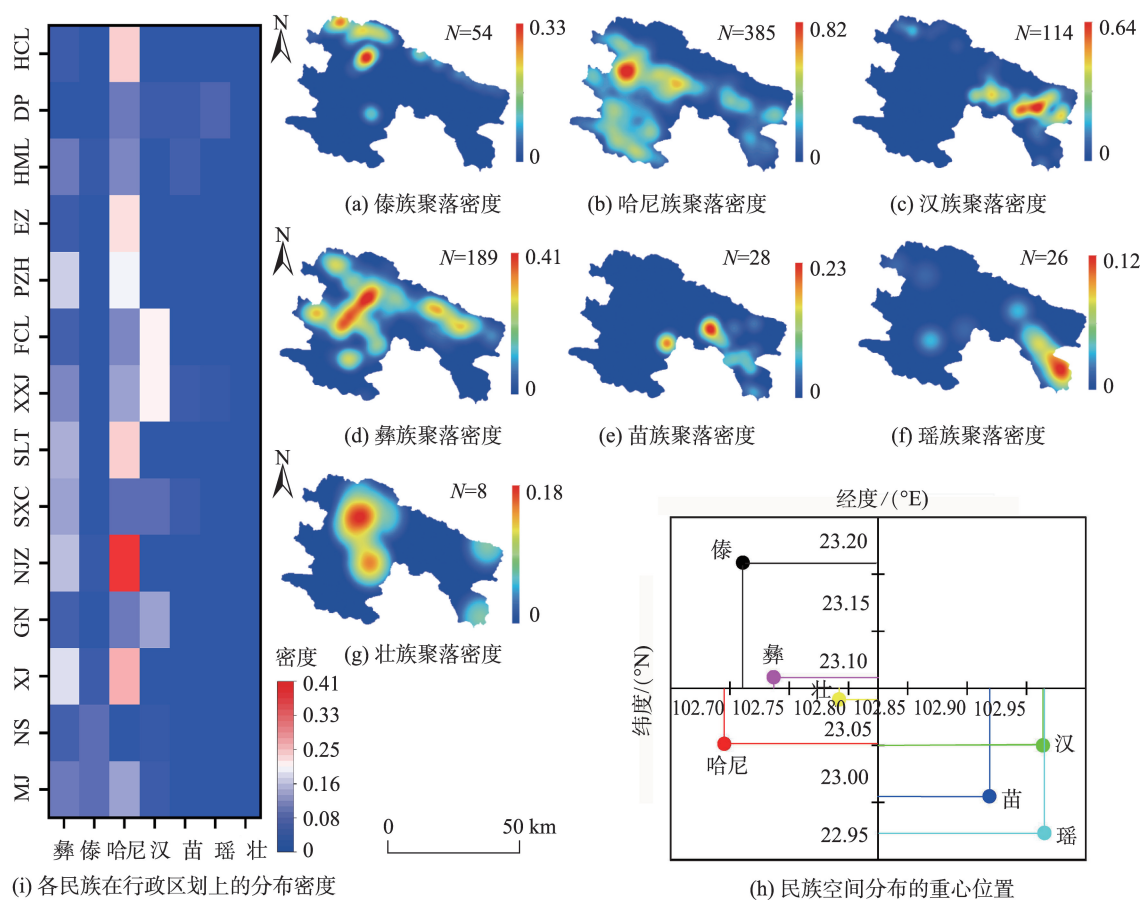 N
N=54
0.33
0
(a) 傣族聚落密度
N=385
0.82
0
(b) 哈尼族聚落密度
N=114
0.64
0
(c) 汉族聚落密度
N
N=189
0.41
0
(d) 彝族聚落密度
N=28
0.23
0
(e) 苗族聚落密度
N=26
0.12
0
(f) 瑶族聚落密度
N
N=8
0.18
0
(g) 壮族聚落密度
HCL
DP
HML
EZ
PZH
FCL
XXJ
SLT
SXC
NJZ
GN
XJ
NS
MJ
彝 傣 哈尼 汉 苗 瑶 壮
密度
0.41
0.33
0.25
0.16
0.08
0
(i) 各民族在行政区划上的分布密度
0 50 km
经度/(°E)
纬度/(°N)
23.20
23.15
23.10
102.70 102.75 102.80 102.85 102.90 102.95
23.05
23.00
22.95
傣
彝
壮
哈尼
汉
苗
瑶
(h) 民族空间分布的重心位置